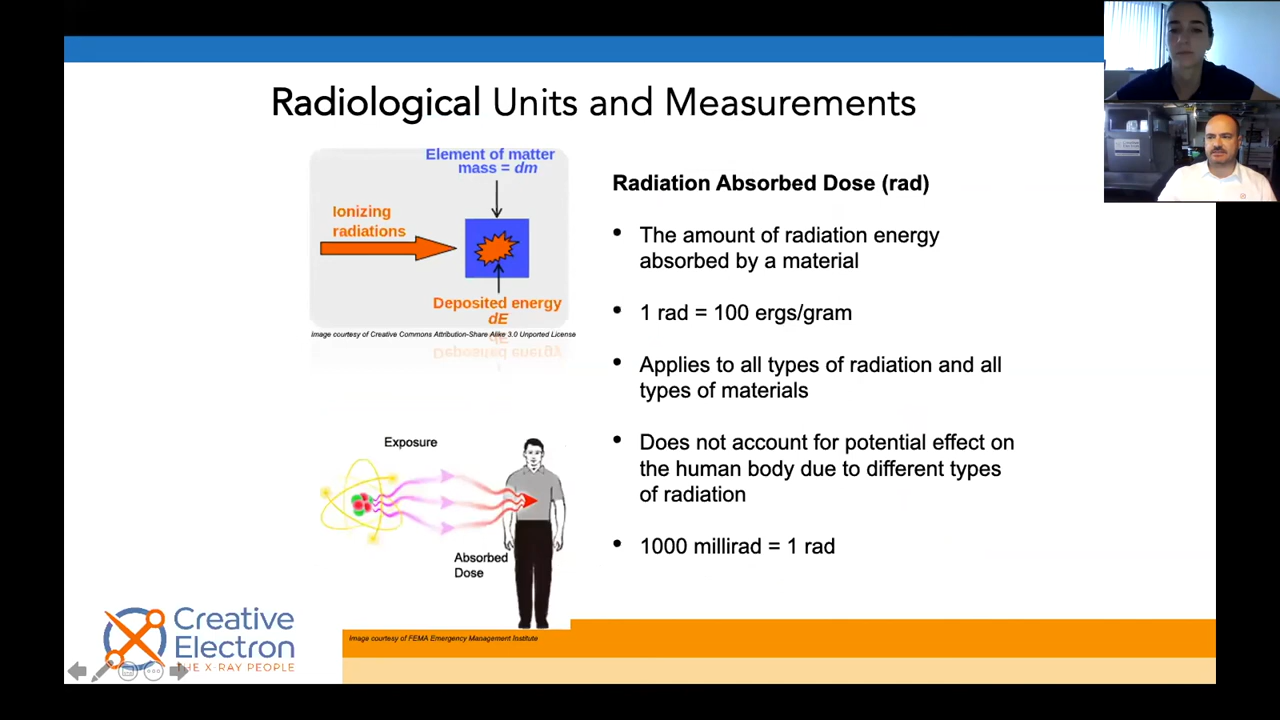 Radiological Units and Measurements
Element of matter
mass = dm
Ionizing
radiations
Deposited energy
dE
Image courtesy of Creative Commons Attribution-Share Alike 3.0 Unported License
Deposited energy
Exposure
Absorbed
Dose
Radiation Absorbed Dose (rad)
• The amount of radiation energy
absorbed by a material
• 1 rad = 100 ergs/gram
• Applies to all types of radiation and all
types of materials
• Does not account for potential effect on
the human body due to different types
of radiation
• 1000 millirad = 1 rad
Creative
Electron
THE X-RAY PEOPLE
Image courtesy of FEMA Emergency Management Institute